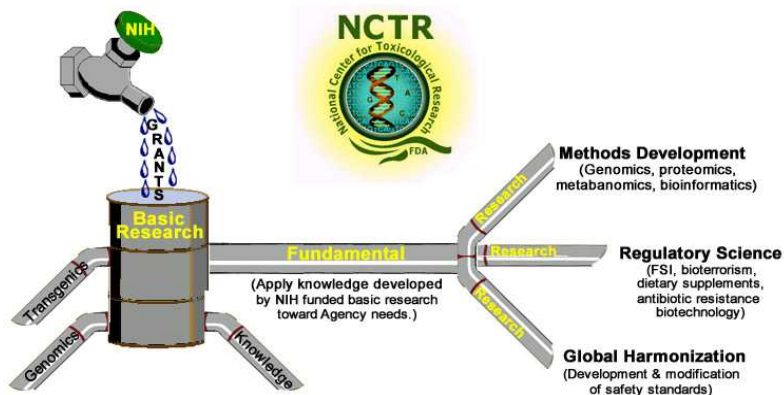 NIH
GRANTS
NCTR
National Center for Toxicological Research
G
T
A
G
C
FDA
Basic
Research
Transgenics
Genomics
Knowledge
Fundamental
(Apply knowledge developed
by NIH funded basic research
toward Agency needs.)
Research
Methods Development
(Genomics, proteomics,
metabanomics, bioinformatics)
Research
Regulatory Science
(FSI, bioterrorism,
dietary supplements,
antibiotic resistance
biotechnology)
Research
Global Harmonization
(Development & modification
of safety standards)